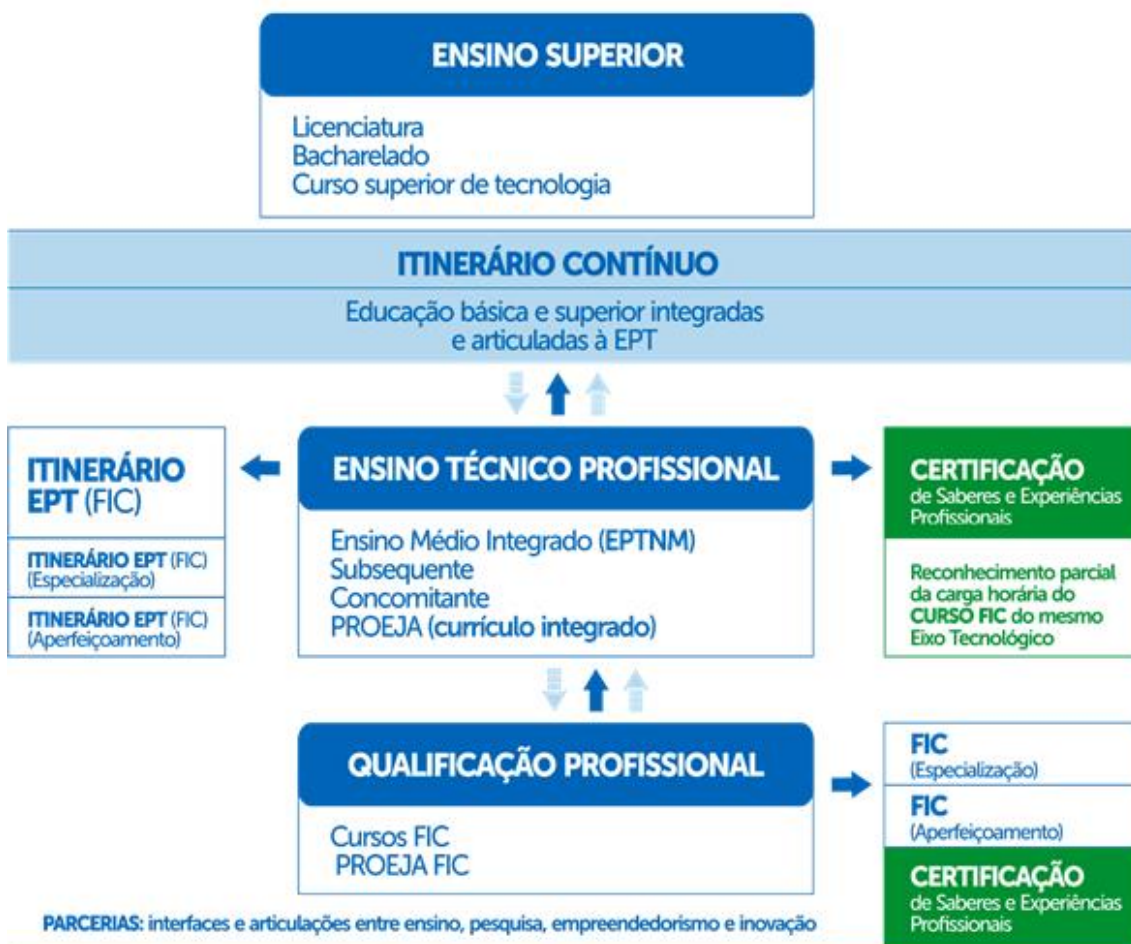 ENSINO SUPERIOR
Licenciatura
Bacharelado
Curso superior de tecnologia
ITINERÁRIO CONTÍNUO
Educação básica e superior integradas
e articuladas à EPT
ITINERÁRIO
EPT (FIC)
ITINERÁRIO EPT (FIC)
(Especialização)
ITINERÁRIO EPT (FIC)
(Aperfeiçoamento)
ENSINO TÉCNICO PROFISSIONAL
Ensino Médio Integrado (EPTNM)
Subsequente
Concomitante
PROEJA (currículo integrado)
CERTIFICAÇÃO
de Saberes e Experiências
Profissionais
Reconhecimento parcial
da carga horária do
CURSO FIC do mesmo
Eixo Tecnológico
QUALIFICAÇÃO PROFISSIONAL
Cursos FIC
PROEJA FIC
FIC
(Especialização)
FIC
(Aperfeiçoamento)
CERTIFICAÇÃO
de Saberes e Experiências
Profissionais
PARCERIAS: interfaces e articulações entre ensino, pesquisa, empreendedorismo e inovação